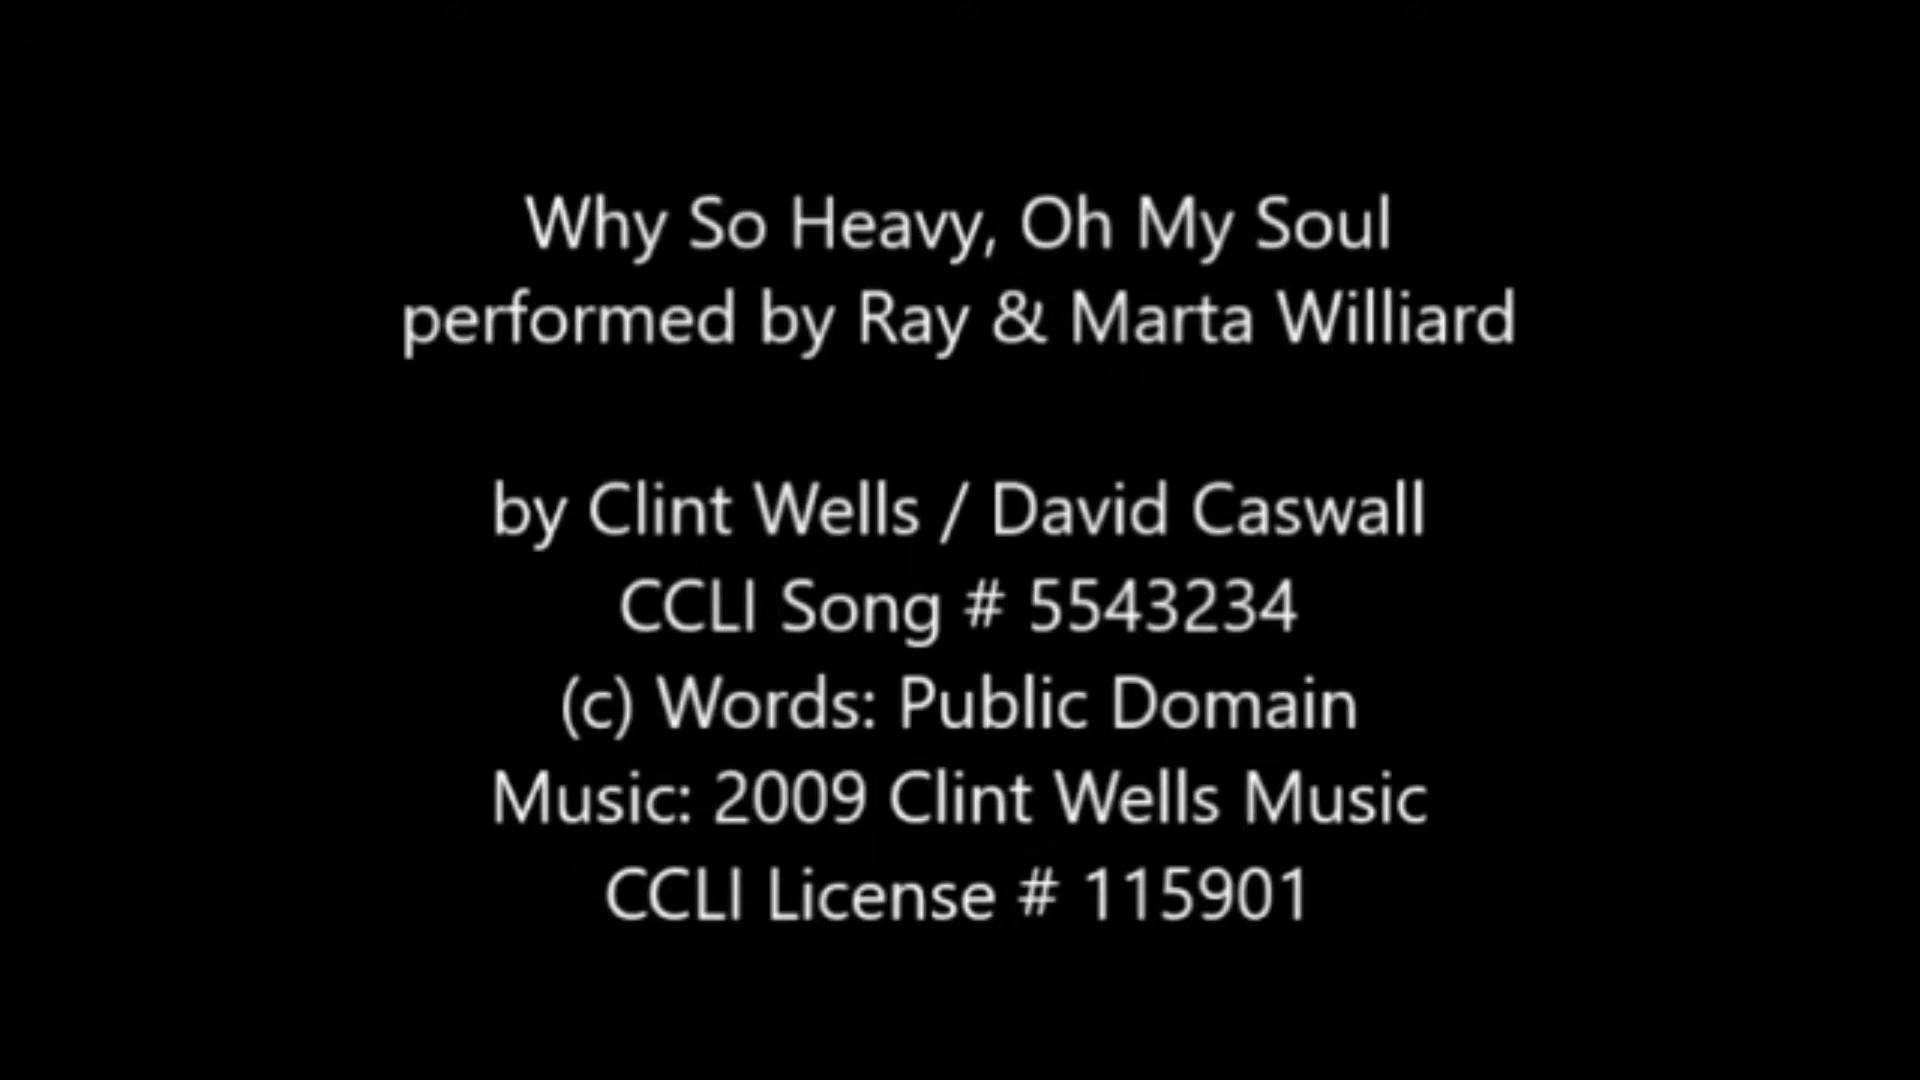 Why So Heavy, Oh My Soul
performed by Ray & Marta Williard
by Clint Wells / David Caswall
CCLI Song # 5543234
(c) Words: Public Domain
Music: 2009 Clint Wells Music
CCLI License # 115901